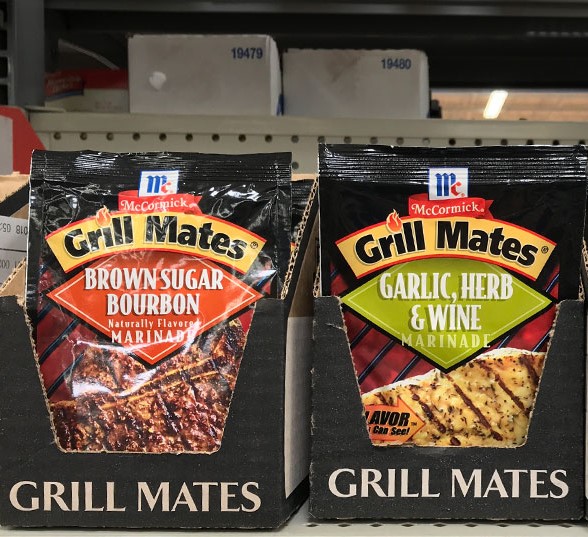 19479
19480
Mc
McCormick
Grill Mates®
BROWN SUGAR
BOURBON
Naturally Flavored
MARINADE
GRILL MATES
Mc
McCormick
Grill Mates®
GARLIC, HERB
& WINE
MARINADE
LAVOR
Can See!
GRILL MATES